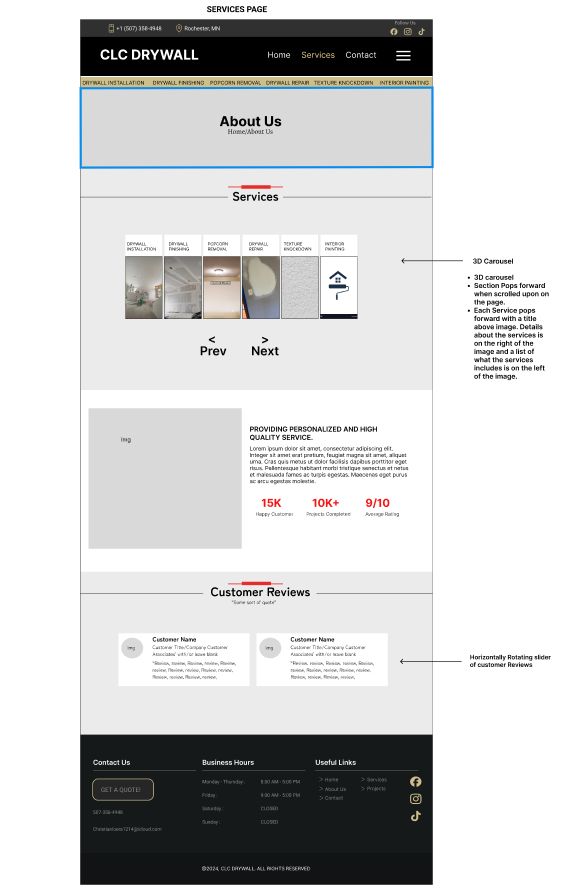 SERVICES PAGE
+1 (507) 358-4948
Rochester, MN
Follow Us
CLC DRYWALL
Home
Services
Contact
DRYWALL INSTALLATION
DRYWALL FINISHING
POPCORN REMOVAL
DRYWALL REPAIR
TEXTURE KNOCKDOWN
INTERIOR PAINTING
About Us
Home/About Us
Services
DRYWALL
INSTALLATION
DRYWALL
FINISHING
POPCORN
REMOVAL
DRYWALL
REPAIR
TEXTURE
KNOCKDOWN
INTERIOR
PAINTING
<
Prev
>
Next
3D Carousel
• 3D carousel
• Section Pops forward
when scrolled upon on
the page.
• Each Service pops
forward with a title
above image. Details
about the services is
on the right of the
image and a list of
what the services
includes is on the left
of the image.
img
PROVIDING PERSONALIZED AND HIGH
QUALITY SERVICE.
Lorem ipsum dolor sit amet, consectetur adipiscing elit.
Integer sit amet erat pretium, feugiat magna sit amet, aliquet
urna. Cras quis metus ut dolor facilisis dapibus porttitor eget
risus. Pellentesque habitant morbi tristique senectus et netus
et malesuada fames ac turpis egestas. Maecenas eget purus
ac arcu egestas molestie.
15K
Happy Customer
10K+
Projects Completed
9/10
Average Rating
Customer Reviews
"Some sort of quote"
img
Customer Name
Customer Title/Company Customer
Associates' with/or leave blank
"Review, review, Review, review, Review,
review, Review, review, Review, review,
Review, review, Review, review,
img
Customer Name
Customer Title/Company Customer
Associates' with/or leave blank
"Review, review, Review, review, Review,
review, Review, review, Review, review,
Review, review, Review, review,
Horizontally Rotating slider
of customer Reviews
Contact Us
GET A QUOTE!
507-358-4948
Business Hours
Monday - Thursday :
8:00 AM - 5:00 PM
Friday :
9:00 AM - 5:00 PM
Saturday :
CLOSED
Sunday :
CLOSED
Useful Links
> Home
> Services
> About Us
> Projects
> Contact
©2024, CLC DRYWALL. ALL RIGHTS RESERVED